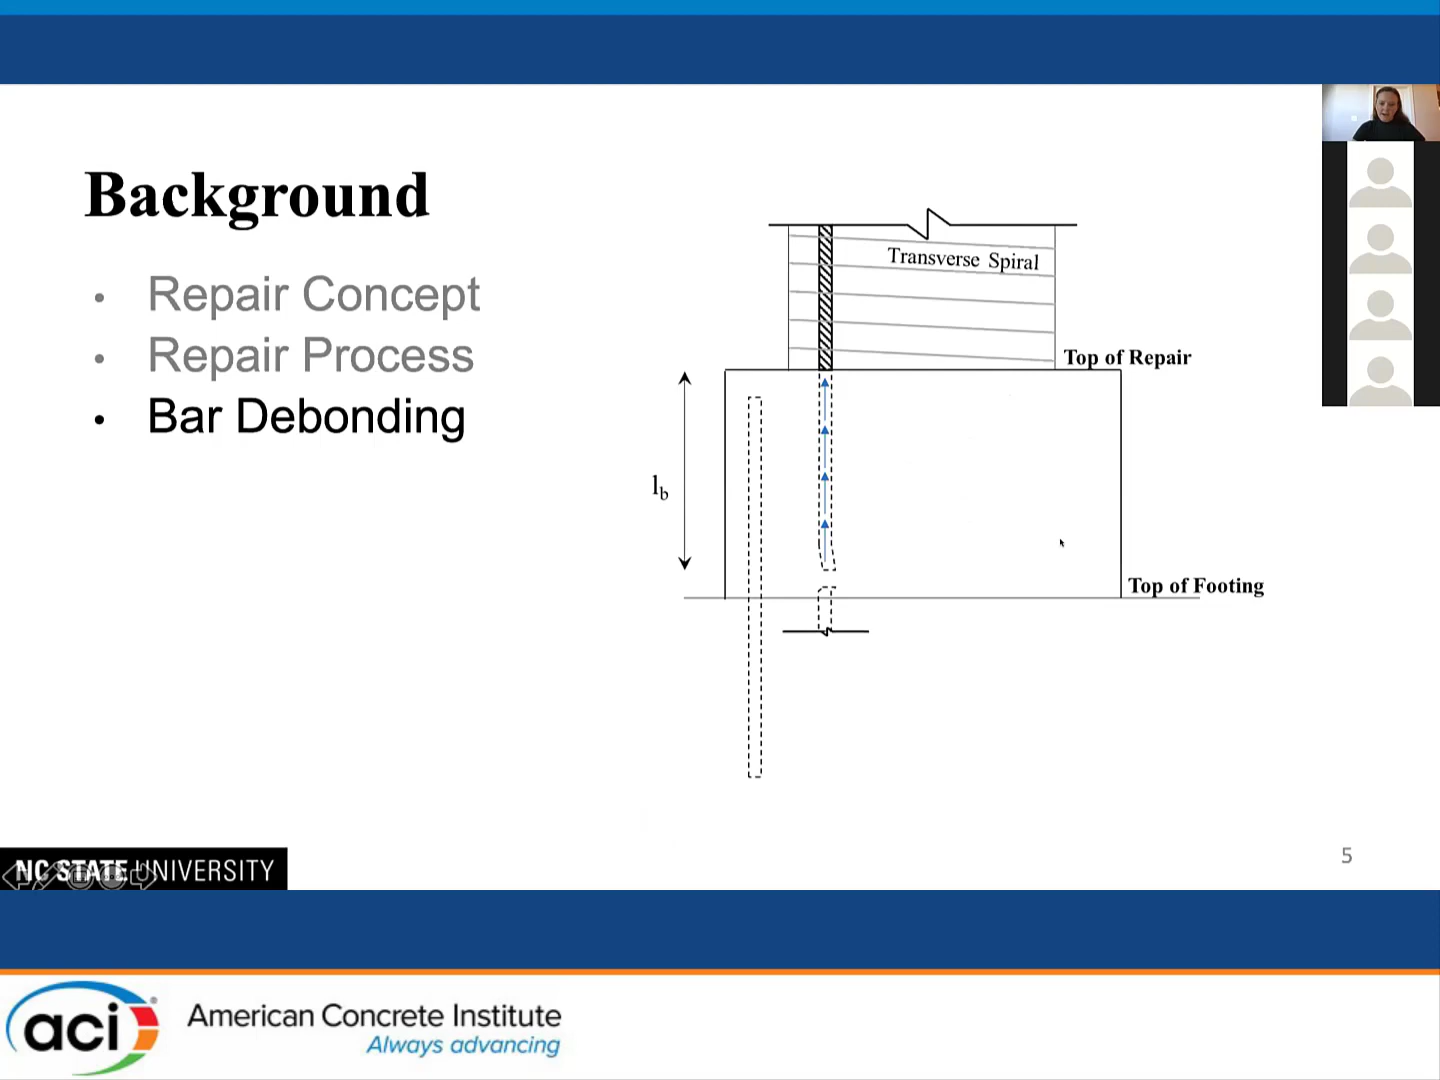 Background
• Repair Concept
• Repair Process
• Bar Debonding
Transverse Spiral
Top of Repair
lb
Top of Footing
5
NC STATE UNIVERSITY
aci
American Concrete Institute
Always advancing